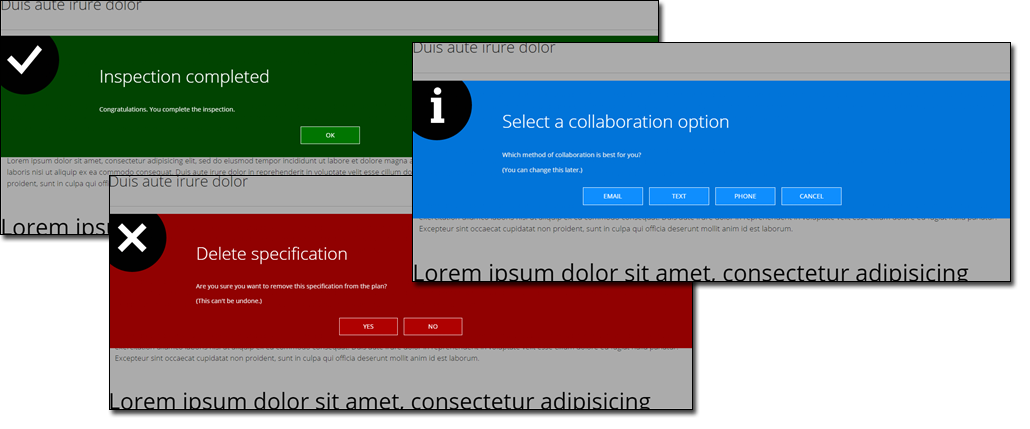 Duis aute irure dolor
Inspection completed
Congratulations. You complete the inspection.
OK
Lorem ipsum dolor sit amet, consectetur adipisicing elit, sed do eiusmod tempor incididunt ut labore et dolore magna
laboris nisi ut aliquip ex ea commodo consequat. Duis aute irure dolor in reprehenderit in voluptate velit esse cillum
proident, sunt in culpa qui
Lorem ipsum
Duis aute irure dolor
Select a collaboration option
Which method of collaboration is best for you?
(You can change this later.)
EMAIL
TEXT
PHONE
CANCEL
Excepteur sint occaecat cupidatat non proident, sunt in culpa qui officia deserunt mollit anim id est laborum.
Lorem ipsum dolor sit amet, consectetur adipisicing
Duis aute irure dolor
Delete specification
Are you sure you want to remove this specification from the plan?
(This can't be undone.)
YES
NO
Excepteur sint occaecat cupidatat non proident, sunt in culpa qui officia deserunt mollit anim id est laborum.
Lorem ipsum dolor sit amet, consectetur adipisicing